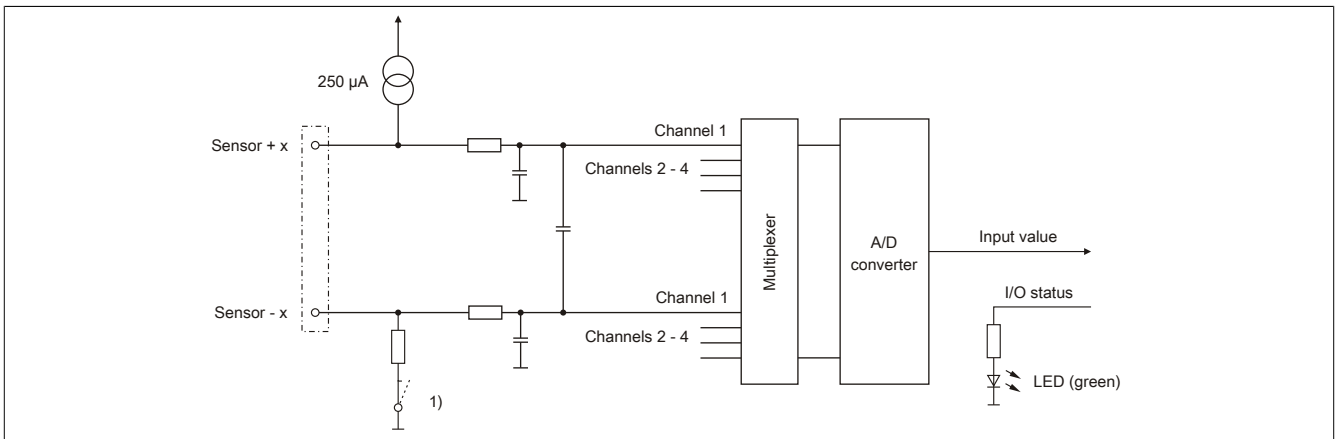 250 µA
Sensor + x
Channel 1
Channels 2 - 4
Multiplexer
A/D
converter
Input value
Sensor - x
Channel 1
Channels 2 - 4
I/O status
LED (green)
1)